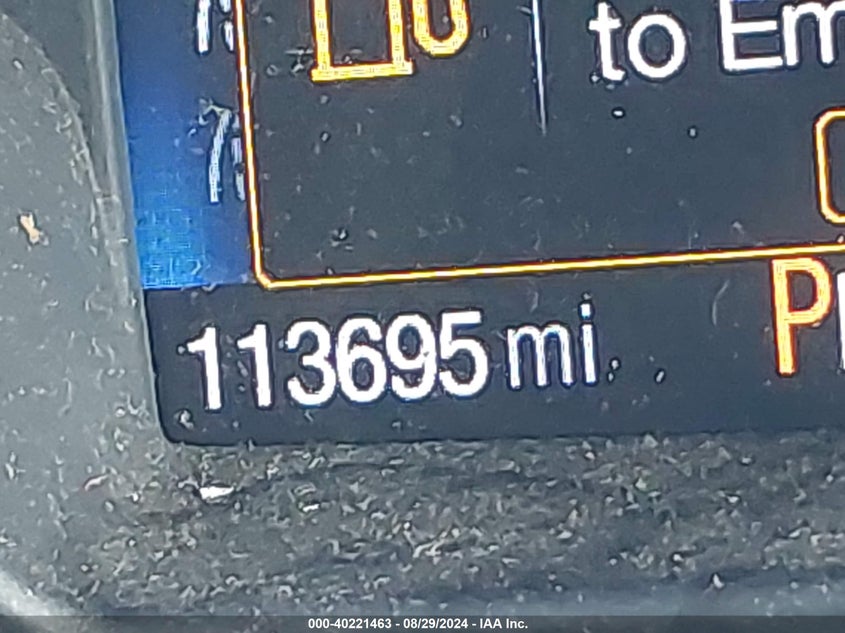 to Em
113695 mi
P
000-40221463 - 08/29/2024 - IAA Inc.